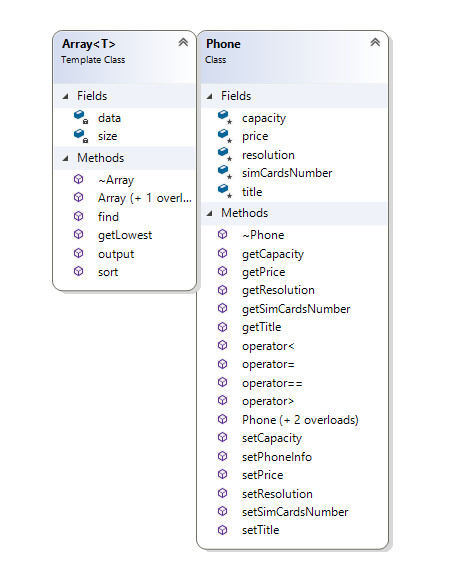 Array<T>
Template Class
Fields
data
size
Methods
~Array
Array (+ 1 overl...
find
getLowest
output
sort
Phone
Class
Fields
capacity
price
resolution
simCardsNumber
title
Methods
~Phone
getCapacity
getPrice
getResolution
getSimCardsNumber
getTitle
operator<
operator=
operator==
operator>
Phone (+ 2 overloads)
setCapacity
setPhoneInfo
setPrice
setResolution
setSimCardsNumber
setTitle